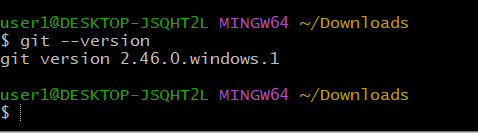 user1@DESKTOP-JSQHT2L MINGW64 ~/Downloads
$ git --version
git version 2.46.0.windows.1
user1@DESKTOP-JSQHT2L MINGW64 ~/Downloads
$